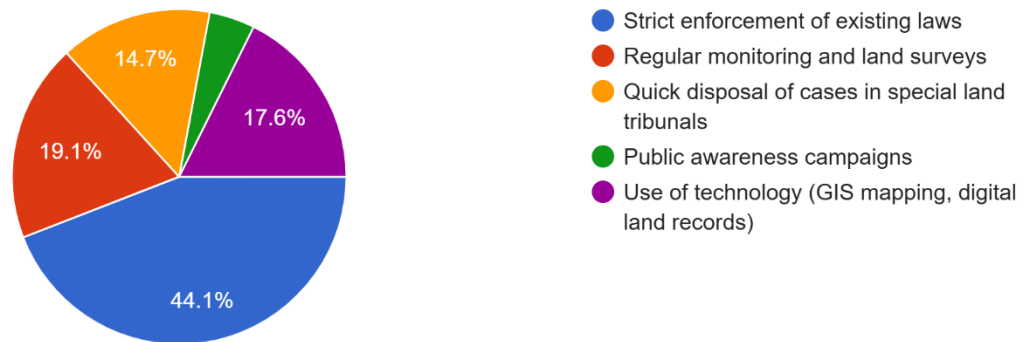 14.7%
17.6%
19.1%
44.1%
Strict enforcement of existing laws
Regular monitoring and land surveys
Quick disposal of cases in special land
tribunals
Public awareness campaigns
Use of technology (GIS mapping, digital
land records)